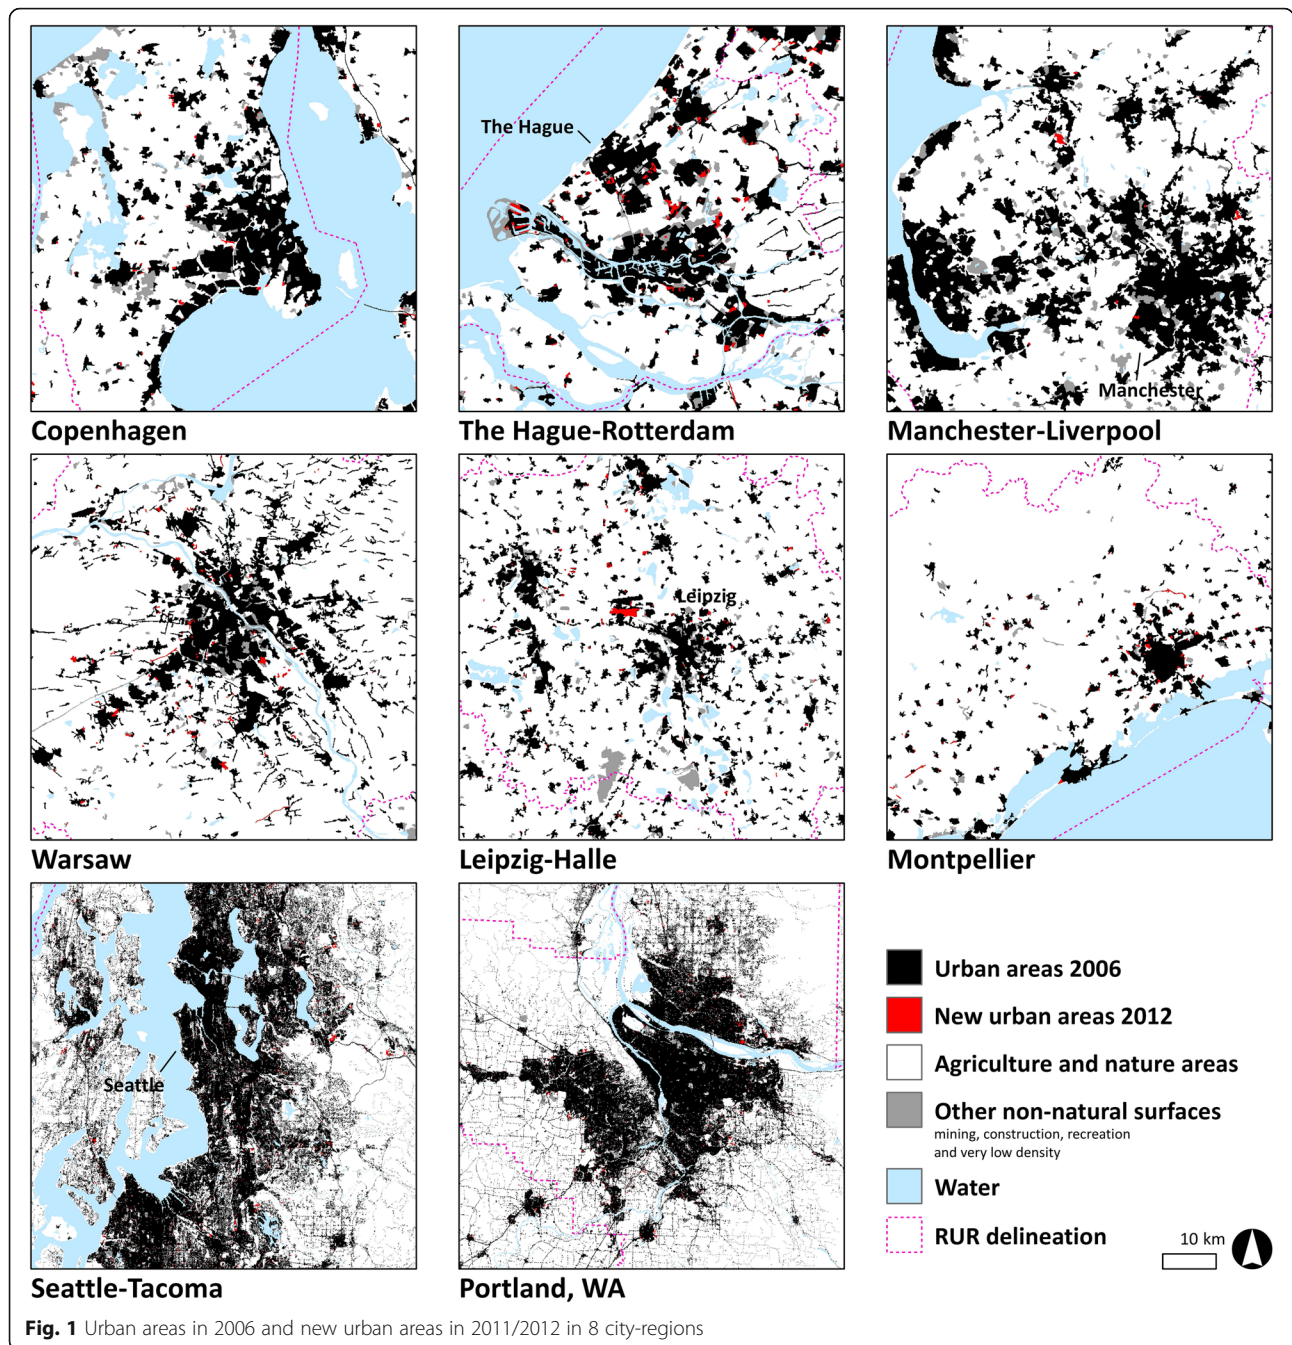 The Hague
Manchester
Copenhagen
The Hague-Rotterdam
Manchester-Liverpool
Leipzig
Warsaw
Leipzig-Halle
Montpellier
Seattle
Seattle-Tacoma
Portland, WA
Urban areas 2006
New urban areas 2012
Agriculture and nature areas
Other non-natural surfaces
mining, construction, recreation
and very low density
Water
RUR delineation
10 km
Fig. 1 Urban areas in 2006 and new urban areas in 2011/2012 in 8 city-regions